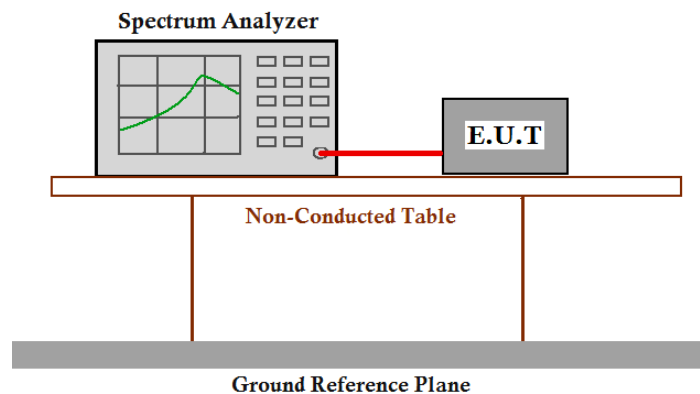 Spectrum Analyzer
E.U.T
Non-Conducted Table
Ground Reference Plane